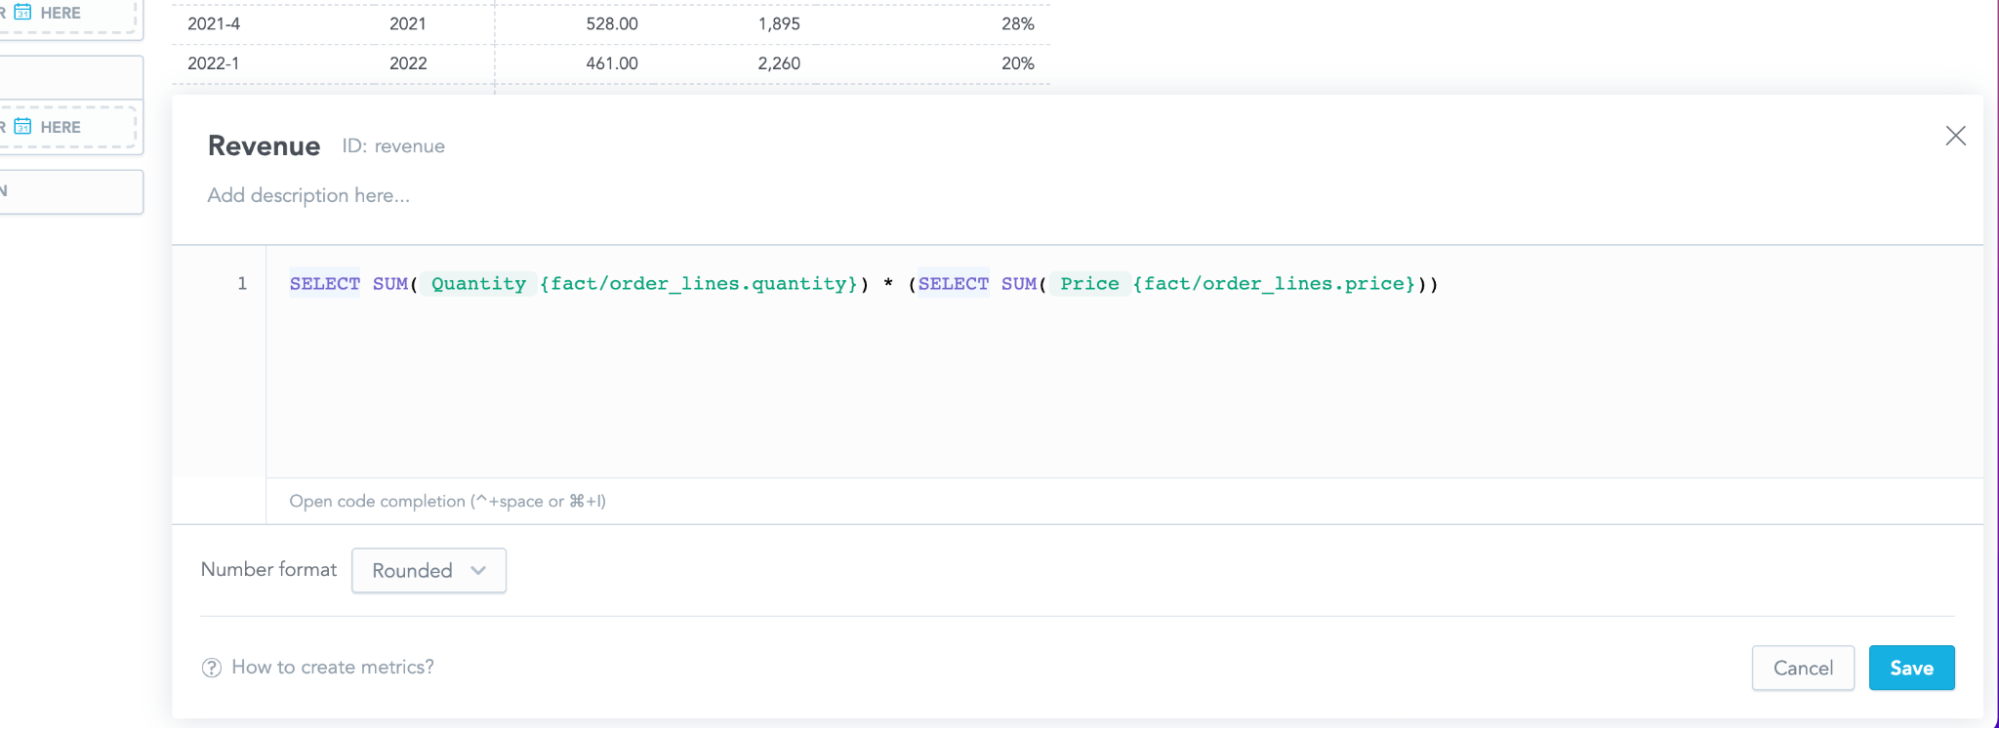 R 31 HERE
2021-4 2021 528.00 1,895 28%
2022-1 2022 461.00 2,260 20%
R 31 HERE
N
Revenue ID: revenue
Add description here...
1 SELECT SUM( Quantity {fact/order_lines.quantity}) * (SELECT SUM( Price {fact/order_lines.price}))
Open code completion (^+space or ⌘+I)
Number format Rounded
? How to create metrics? Cancel Save